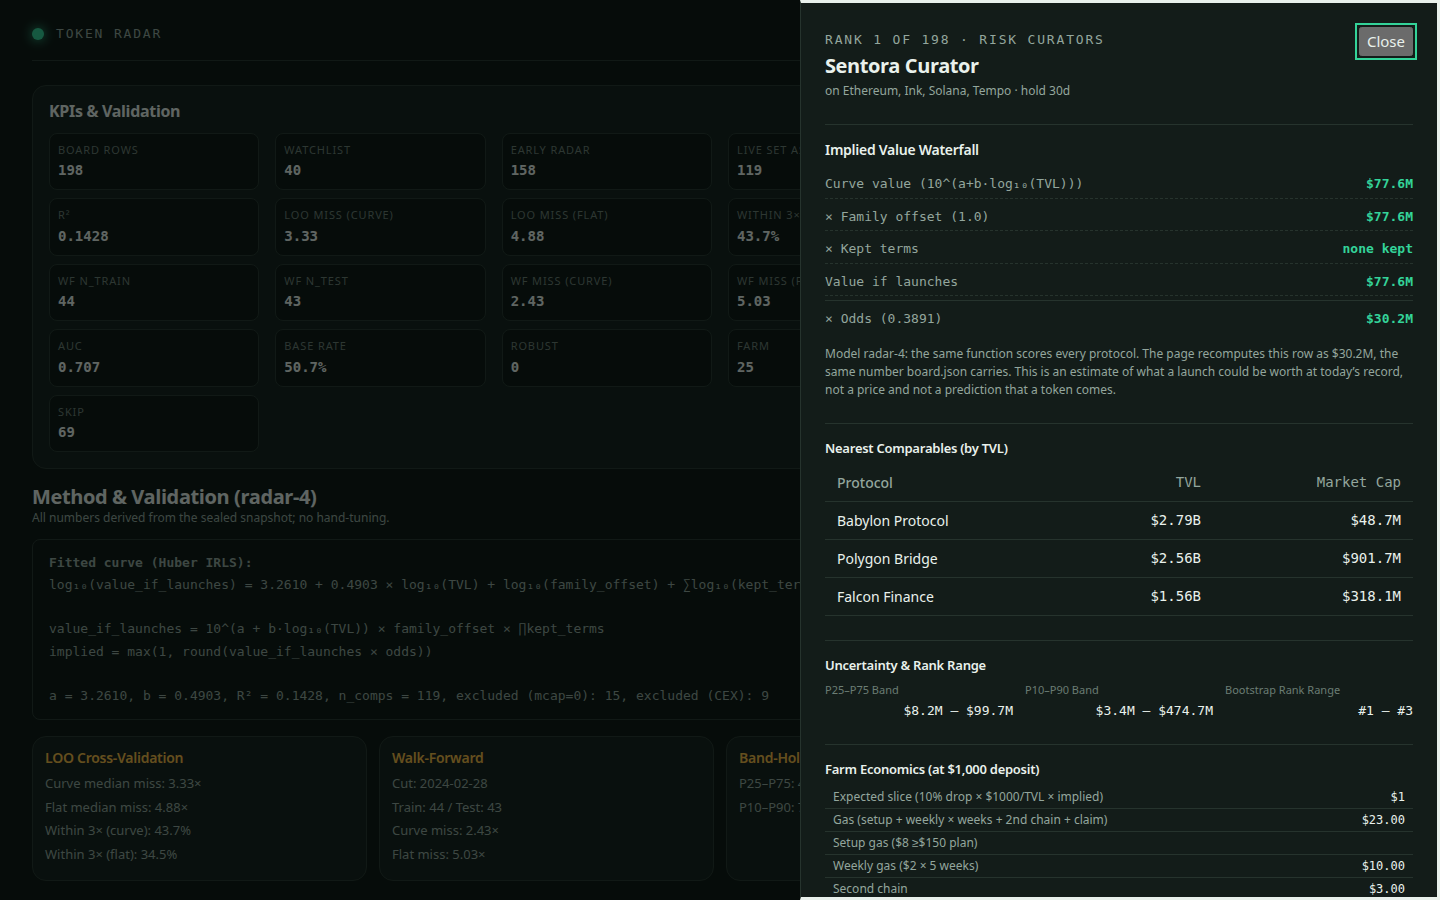 TOKEN RADAR
KPIs & Validation
BOARD ROWS
198
WATCHLIST
40
EARLY RADAR
158
LIVE SET A
119
R²
0.1428
LOO MISS (CURVE)
3.33
LOO MISS (FLAT)
4.88
WITHIN 3×
43.7%
WF N_TRAIN
44
WF N_TEST
43
WF MISS (CURVE)
2.43
WF MISS (F
5.03
AUC
0.707
BASE RATE
50.7%
ROBUST
0
FARM
25
SKIP
69
Method & Validation (radar-4)
All numbers derived from the sealed snapshot; no hand-tuning.
Fitted curve (Huber IRLS):
log₁₀(value_if_launches) = 3.2610 + 0.4903 × log₁₀(TVL) + log₁₀(family_offset) + ∑log₁₀(kept_ter
value_if_launches = 10^(a + b·log₁₀(TVL)) × family_offset × ∏kept_terms
implied = max(1, round(value_if_launches × odds))
a = 3.2610, b = 0.4903, R² = 0.1428, n_comps = 119, excluded (mcap=0): 15, excluded (CEX): 9
LOO Cross-Validation
Curve median miss: 3.33×
Flat median miss: 4.88×
Within 3× (curve): 43.7%
Within 3× (flat): 34.5%
Walk-Forward
Cut: 2024-02-28
Train: 44 / Test: 43
Curve miss: 2.43×
Flat miss: 5.03×
Band-Hol
P25–P75:
P10–P90:
RANK 1 OF 198 · RISK CURATORS
Close
Sentora Curator
on Ethereum, Ink, Solana, Tempo · hold 30d
Implied Value Waterfall
Curve value (10^(a+b·log₁₀(TVL))) $77.6M
× Family offset (1.0) $77.6M
× Kept terms none kept
Value if launches $77.6M
× Odds (0.3891) $30.2M
Model radar-4: the same function scores every protocol. The page recomputes this row as $30.2M, the
same number board.json carries. This is an estimate of what a launch could be worth at today's record,
not a price and not a prediction that a token comes.
Nearest Comparables (by TVL)
Protocol TVL Market Cap
Babylon Protocol $2.79B $48.7M
Polygon Bridge $2.56B $901.7M
Falcon Finance $1.56B $318.1M
Uncertainty & Rank Range
P25–P75 Band P10–P90 Band Bootstrap Rank Range
$8.2M — $99.7M $3.4M — $474.7M #1 — #3
Farm Economics (at $1,000 deposit)
Expected slice (10% drop × $1000/TVL × implied) $1
Gas (setup + weekly × weeks + 2nd chain + claim) $23.00
Setup gas ($8 ≥$150 plan)
Weekly gas ($2 × 5 weeks) $10.00
Second chain $3.00